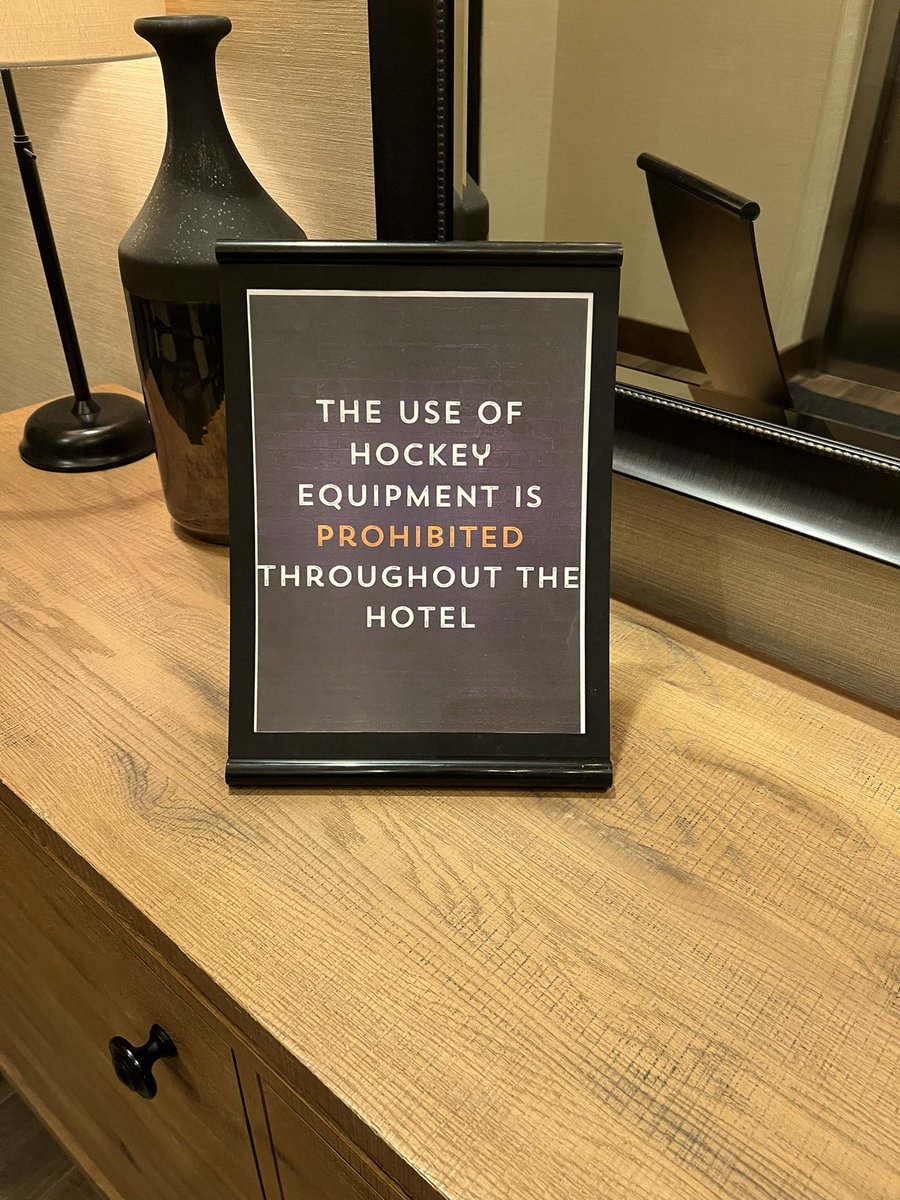 THE USE OF
HOCKEY
EQUIPMENT IS
PROHIBITED
THROUGHOUT THE
HOTEL